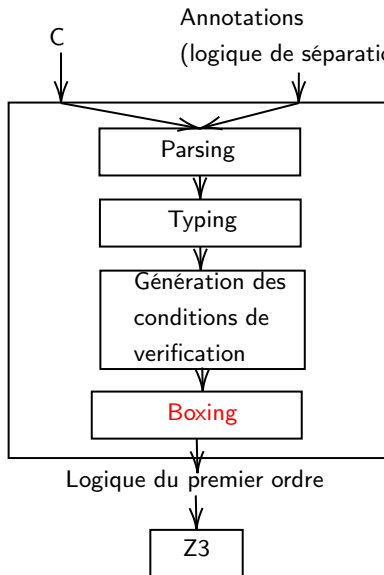 C
Annotations
(logique de séparatio
Parsing
Typing
Génération des
conditions de
verification
Boxing
Logique du premier ordre
Z3